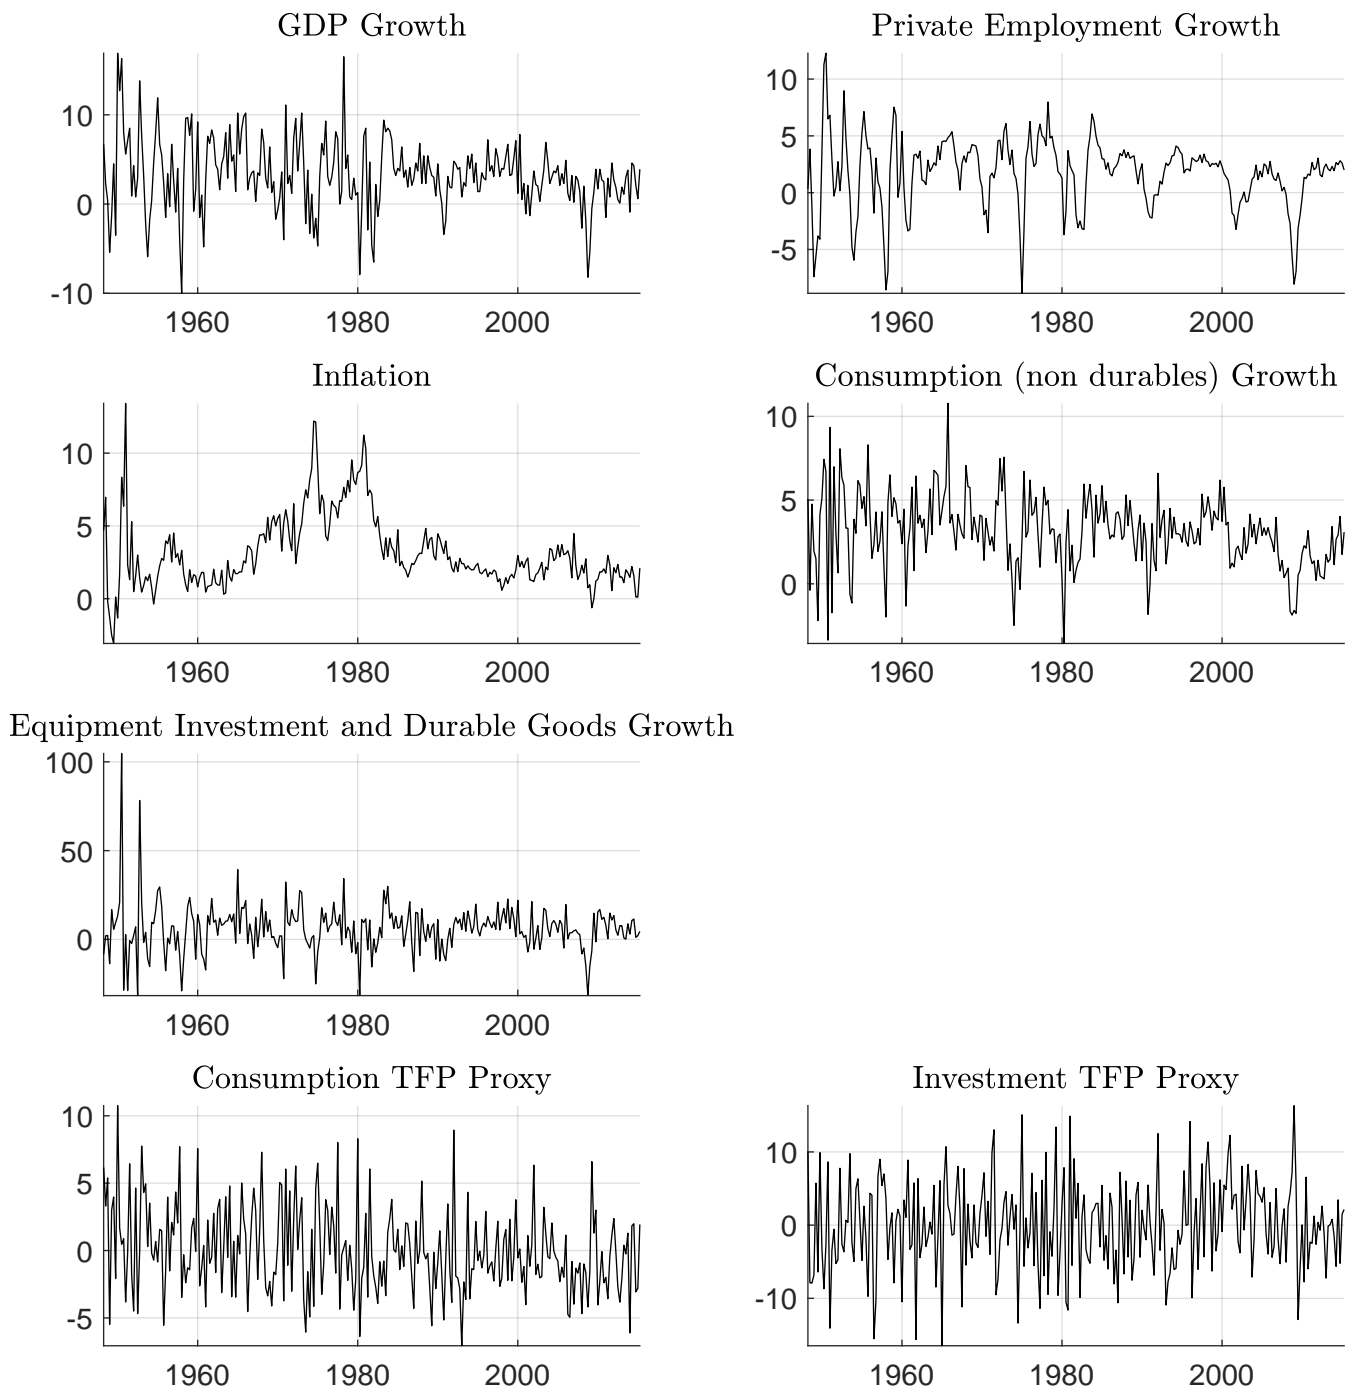 GDP Growth
10
0
-10
1960 1980 2000
Private Employment Growth
10
5
0
-5
1960 1980 2000
Inflation
10
5
0
1960 1980 2000
Consumption (non durables) Growth
10
5
0
1960 1980 2000
Equipment Investment and Durable Goods Growth
100
50
0
1960 1980 2000
Consumption TFP Proxy
10
5
0
-5
1960 1980 2000
Investment TFP Proxy
10
0
-10
1960 1980 2000